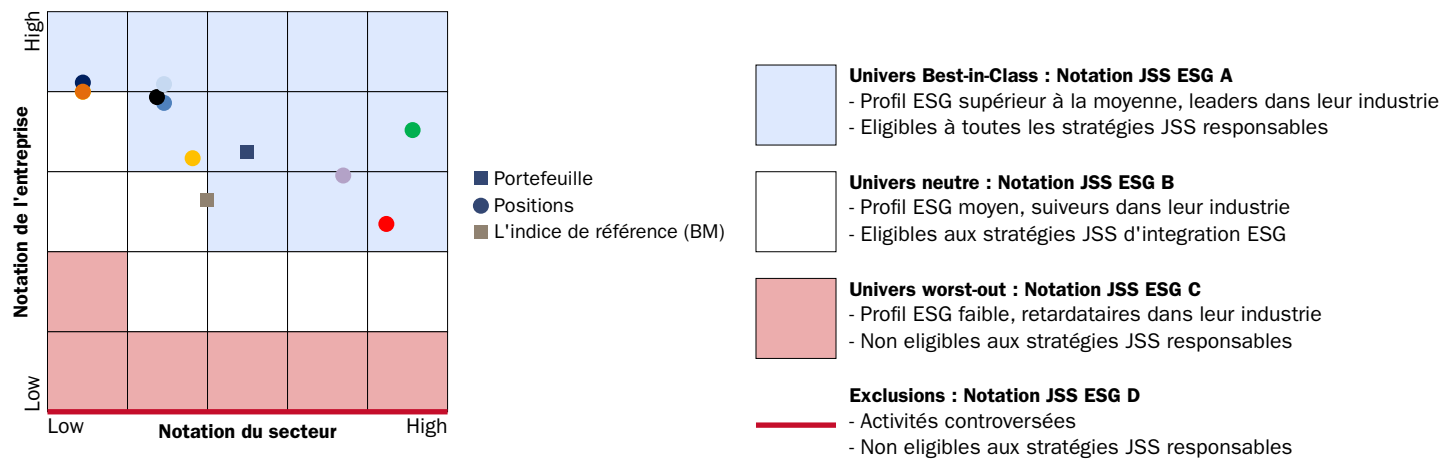 High
Notation de l'entreprise
Low
Low
Notation du secteur
High
Portefeuille
Positions
L'indice de référence (BM)
Univers Best-in-Class : Notation JSS ESG A
- Profil ESG supérieur à la moyenne, leaders dans leur industrie
- Eligibles à toutes les stratégies JSS responsables
Univers neutre : Notation JSS ESG B
- Profil ESG moyen, suiveurs dans leur industrie
- Eligibles aux stratégies JSS d'integration ESG
Univers worst-out : Notation JSS ESG C
- Profil ESG faible, retardataires dans leur industrie
- Non eligibles aux stratégies JSS responsables
Exclusions : Notation JSS ESG D
- Activités controversées
- Non eligibles aux stratégies JSS responsables